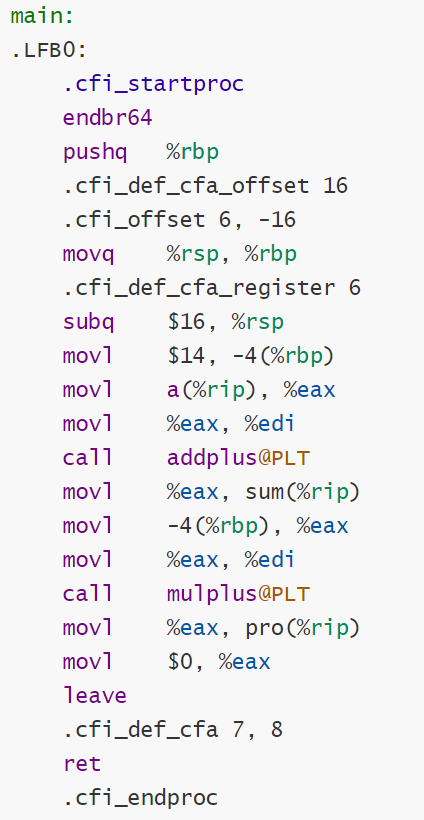 main:
.LFB0:
    .cfi_startproc
    endbr64
    pushq   %rbp
    .cfi_def_cfa_offset 16
    .cfi_offset 6, -16
    movq    %rsp, %rbp
    .cfi_def_cfa_register 6
    subq    $16, %rsp
    movl    $14, -4(%rbp)
    movl    a(%rip), %eax
    movl    %eax, %edi
    call    addplus@PLT
    movl    %eax, sum(%rip)
    movl    -4(%rbp), %eax
    movl    %eax, %edi
    call    mulplus@PLT
    movl    %eax, pro(%rip)
    movl    $0, %eax
    leave
    .cfi_def_cfa 7, 8
    ret
    .cfi_endproc